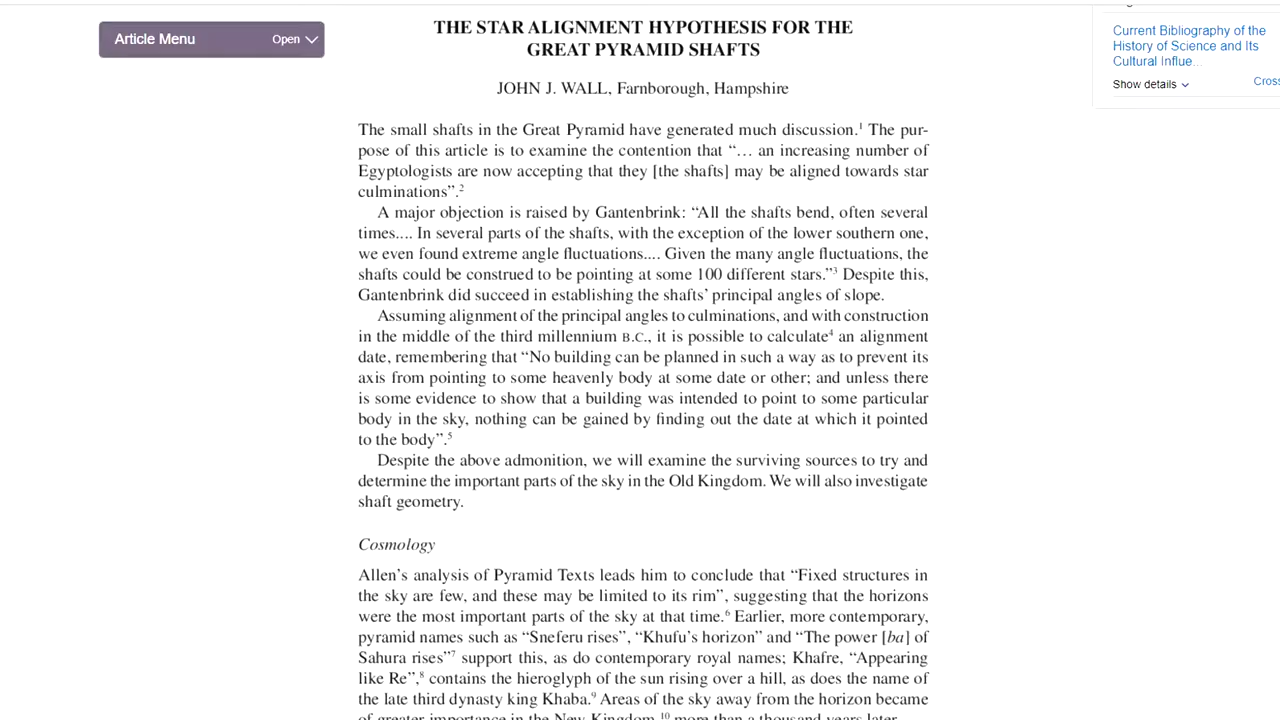 Article Menu
Open
THE STAR ALIGNMENT HYPOTHESIS FOR THE
GREAT PYRAMID SHAFTS
JOHN J. WALL, Farnborough, Hampshire
The small shafts in the Great Pyramid have generated much discussion.¹ The pur-
pose of this article is to examine the contention that “… an increasing number of
Egyptologists are now accepting that they [the shafts] may be aligned towards star
culminations”.²
A major objection is raised by Gantenbrink: “All the shafts bend, often several
times.... In several parts of the shafts, with the exception of the lower southern one,
we even found extreme angle fluctuations.... Given the many angle fluctuations, the
shafts could be construed to be pointing at some 100 different stars.”³ Despite this,
Gantenbrink did succeed in establishing the shafts’ principal angles of slope.
Assuming alignment of the principal angles to culminations, and with construction
in the middle of the third millennium B.C., it is possible to calculate⁴ an alignment
date, remembering that “No building can be planned in such a way as to prevent its
axis from pointing to some heavenly body at some date or other; and unless there
is some evidence to show that a building was intended to point to some particular
body in the sky, nothing can be gained by finding out the date at which it pointed
to the body”.⁵
Despite the above admonition, we will examine the surviving sources to try and
determine the important parts of the sky in the Old Kingdom. We will also investigate
shaft geometry.
Cosmology
Allen’s analysis of Pyramid Texts leads him to conclude that “Fixed structures in
the sky are few, and these may be limited to its rim”, suggesting that the horizons
were the most important parts of the sky at that time.⁶ Earlier, more contemporary,
pyramid names such as “Sneferu rises”, “Khufu’s horizon” and “The power [ba] of
Sahura rises”⁷ support this, as do contemporary royal names; Khafre, “Appearing
like Re”,⁸ contains the hieroglyph of the sun rising over a hill, as does the name of
the late third dynasty king Khaba.⁹ Areas of the sky away from the horizon became
of greater importance in the New Kingdom,¹⁰ more than a thousand years later.
Current Bibliography of the
History of Science and Its
Cultural Influe...
Show details
Cross